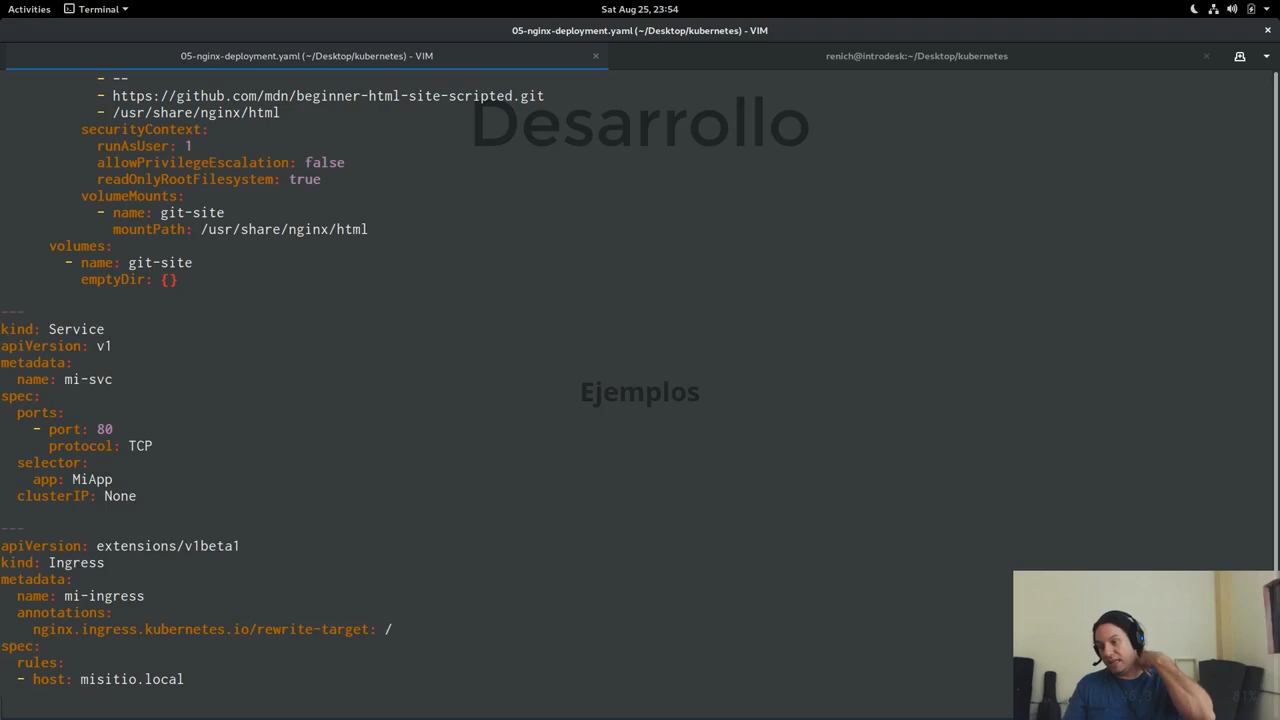 Activities
Terminal
Sat Aug 25, 23:54
05-nginx-deployment.yaml (~/Desktop/kubernetes) - VIM
05-nginx-deployment.yaml (~/Desktop/kubernetes) - VIM
renich@introdesk:~/Desktop/kubernetes
- --
- https://github.com/mdn/beginner-html-site-scripted.git
- /usr/share/nginx/html
Desarrollo
securityContext:
runAsUser: 1
allowPrivilegeEscalation: false
readOnlyRootFilesystem: true
volumeMounts:
- name: git-site
mountPath: /usr/share/nginx/html
volumes:
- name: git-site
emptyDir: {}
---
kind: Service
apiVersion: v1
metadata:
name: mi-svc
Ejemplos
spec:
ports:
- port: 80
protocol: TCP
selector:
app: MiApp
clusterIP: None
---
apiVersion: extensions/v1beta1
kind: Ingress
metadata:
name: mi-ingress
annotations:
nginx.ingress.kubernetes.io/rewrite-target: /
spec:
rules:
- host: misitio.local
81%